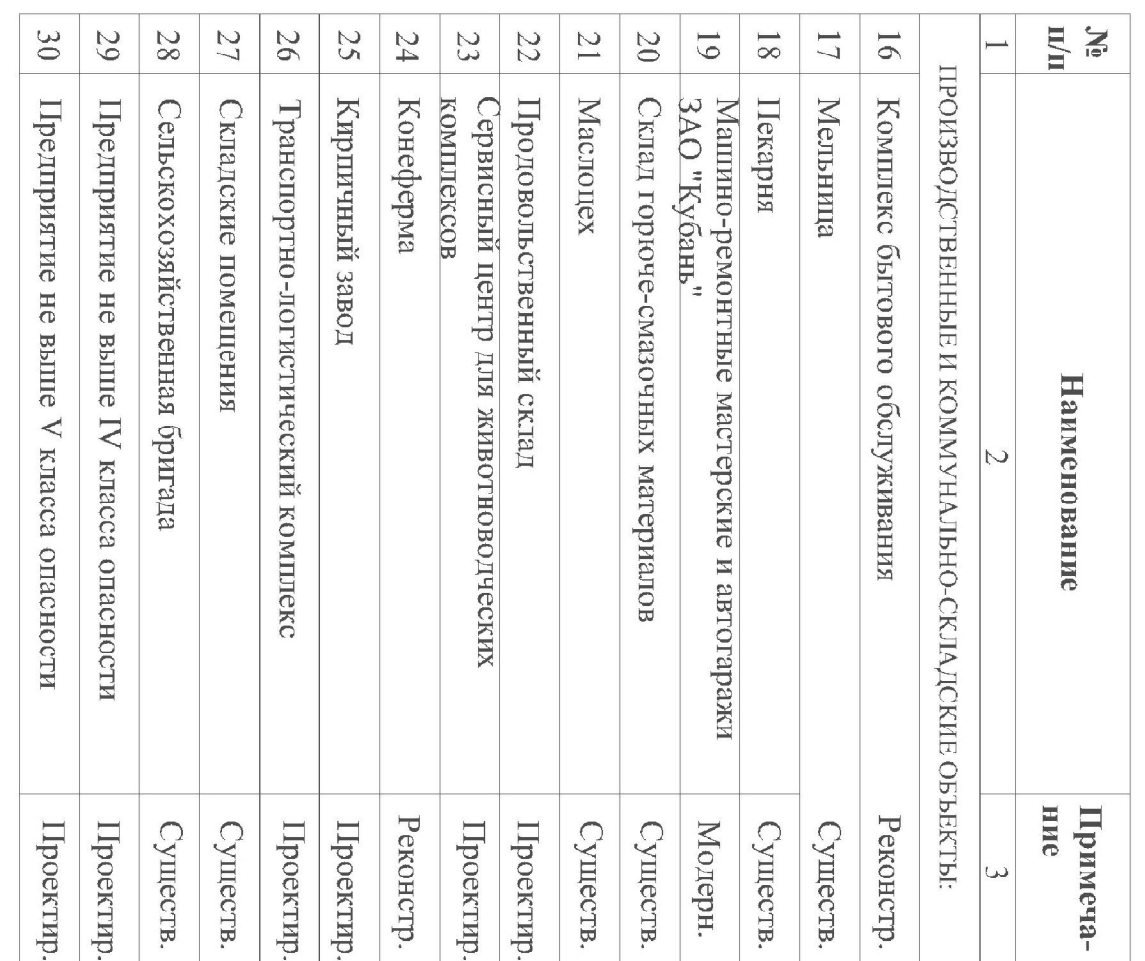 № п/п Наименование Примеча-ние
1 2 3
ПРОИЗВОДСТВЕННЫЕ И КОММУНАЛЬНО-СКЛАДСКИЕ ОБЪЕКТЫ:
16 Комплекс бытового обслуживания Реконстр.
17 Мельница Существ.
18 Пекарня Существ.
19 Машино-ремонтные мастерские и автогаражи Модерн.
ЗАО "Кубань"
20 Склад горюче-смазочных материалов Существ.
21 Маслоцех Существ.
22 Продовольственный склад Проектир.
23 Сервисный центр для животноводческих Проектир.
комплексов
24 Конеферма Реконстр.
25 Кирпичный завод Проектир.
26 Транспортно-логистический комплекс Проектир.
27 Складские помещения Существ.
28 Сельскохозяйственная бригада Существ.
29 Предприятие не выше IV класса опасности Проектир.
30 Предприятие не выше V класса опасности Проектир.